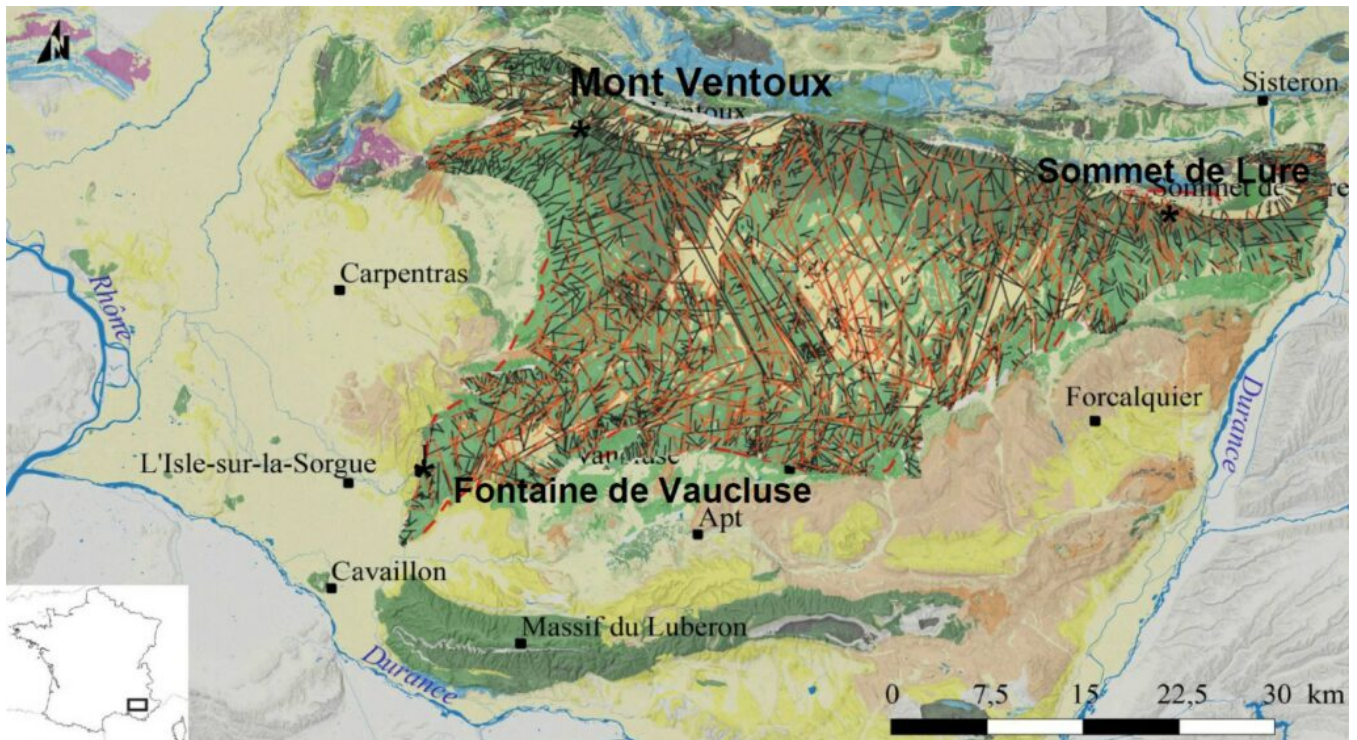 N
Mont Ventoux
Ventoux
Sisteron
Sommet de Lure
Carpentras
Rhône
Forcalquier
Durance
L'Isle-sur-la-Sorgue
Fontaine de Vaucluse
Apt
Cavaillon
Massif du Luberon
Durance
0 7,5 15 22,5 30 km